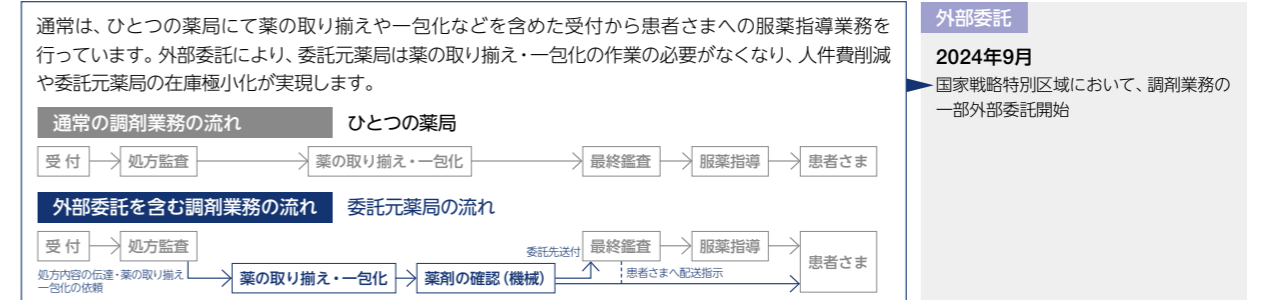 通常は、ひとつの薬局にて薬の取り揃えや一包化などを含めた受付から患者さまへの服薬指導業務を
行っています。外部委託により、委託元薬局は薬の取り揃え・一包化の作業の必要がなくなり、人件費削減
や委託元薬局の在庫極小化が実現します。
通常の調剤業務の流れ ひとつの薬局
受付 処方監査 薬の取り揃え・一包化 最終鑑査 服薬指導 患者さま
外部委託を含む調剤業務の流れ 委託元薬局の流れ
受付 処方監査 委託先送付 最終鑑査 服薬指導 患者さま
処方内容の伝達・薬の取り揃え
一包化の依頼
薬の取り揃え・一包化 薬剤の確認（機械） 患者さまへ配送指示
外部委託
2024年9月
国家戦略特別区域において、調剤業務の
一部外部委託開始